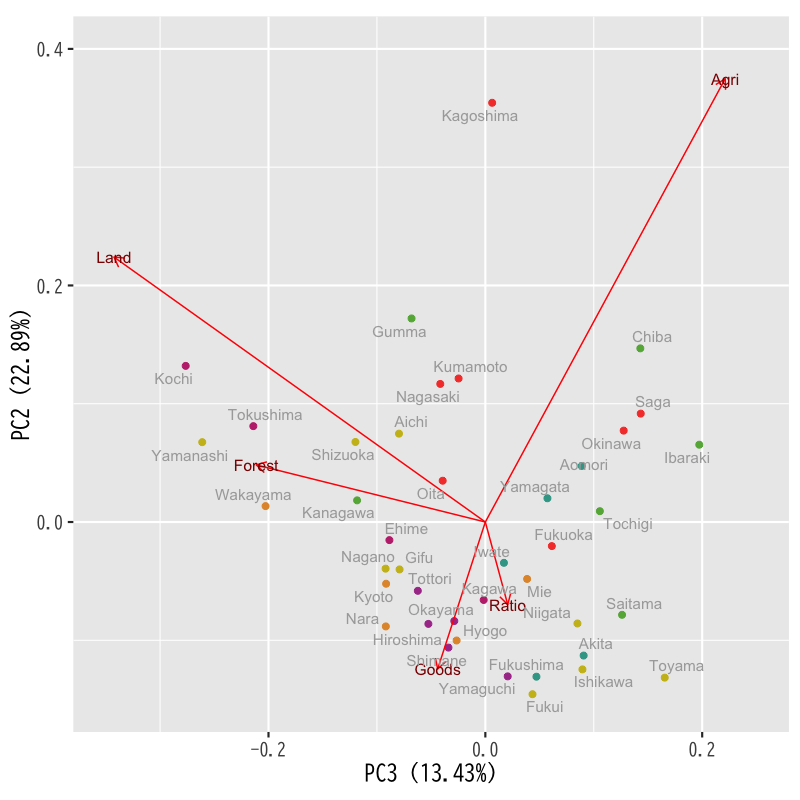 0.4
Agri
Kagoshima
Land
0.2
Gumma
Chiba
Kumamoto
Kochi
Nagasaki
Saga
Tokushima
Aichi
Okinawa
Yamanashi
Shizuoka
Ibaraki
Forest
Aomori
Oita
Yamagata
Wakayama
Kanagawa
0.0
Tochigi
Ehime
Fukuoka
Iwate
Nagano
Gifu
Tottori
Kagawa
Mie
Kyoto
Ratio
Saitama
Okayama
Niigata
Nara
Hyogo
Hiroshima
Akita
Shimane
Goods
Fukushima
Toyama
Yamaguchi
Ishikawa
Fukui
-0.2
0.0
0.2
PC3 (13.43%)
PC2 (22.89%)